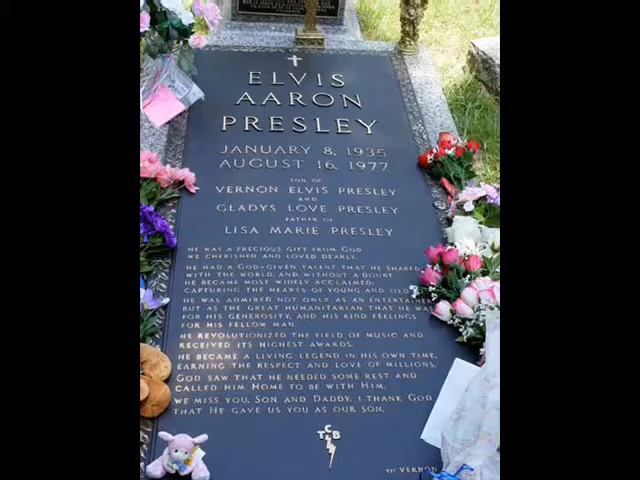 ELVIS
AARON
PRESLEY
JANUARY 8, 1935
AUGUST 16, 1977
SON OF
VERNON ELVIS PRESLEY
AND
GLADYS LOVE PRESLEY
FATHER OF
LISA MARIE PRESLEY
HE WAS A PRECIOUS GIFT FROM GOD
WE CHERISHED AND LOVED DEARLY.
HE HAD A GOD-GIVEN TALENT THAT HE SHARED
WITH THE WORLD, AND WITHOUT A DOUBT,
HE BECAME MOST WIDELY ACCLAIMED;
CAPTURING THE HEARTS OF YOUNG AND OLD
HE WAS ADMIRED NOT ONLY AS AN ENTERTAINER
BUT AS THE GREAT HUMANITARIAN THAT HE WAS
FOR HIS GENEROSITY, AND HIS KIND FEELINGS
FOR HIS FELLOW MAN.
HE REVOLUTIONIZED THE FIELD OF MUSIC AND
RECEIVED ITS HIGHEST AWARDS.
HE BECAME A LIVING LEGEND IN HIS OWN TIME,
EARNING THE RESPECT AND LOVE OF MILLIONS.
GOD SAW THAT HE NEEDED SOME REST AND
CALLED HIM HOME TO BE WITH HIM.
WE MISS YOU, SON AND DADDY. I THANK GOD
THAT HE GAVE US YOU AS OUR SON.
TCB
BY: VERNON